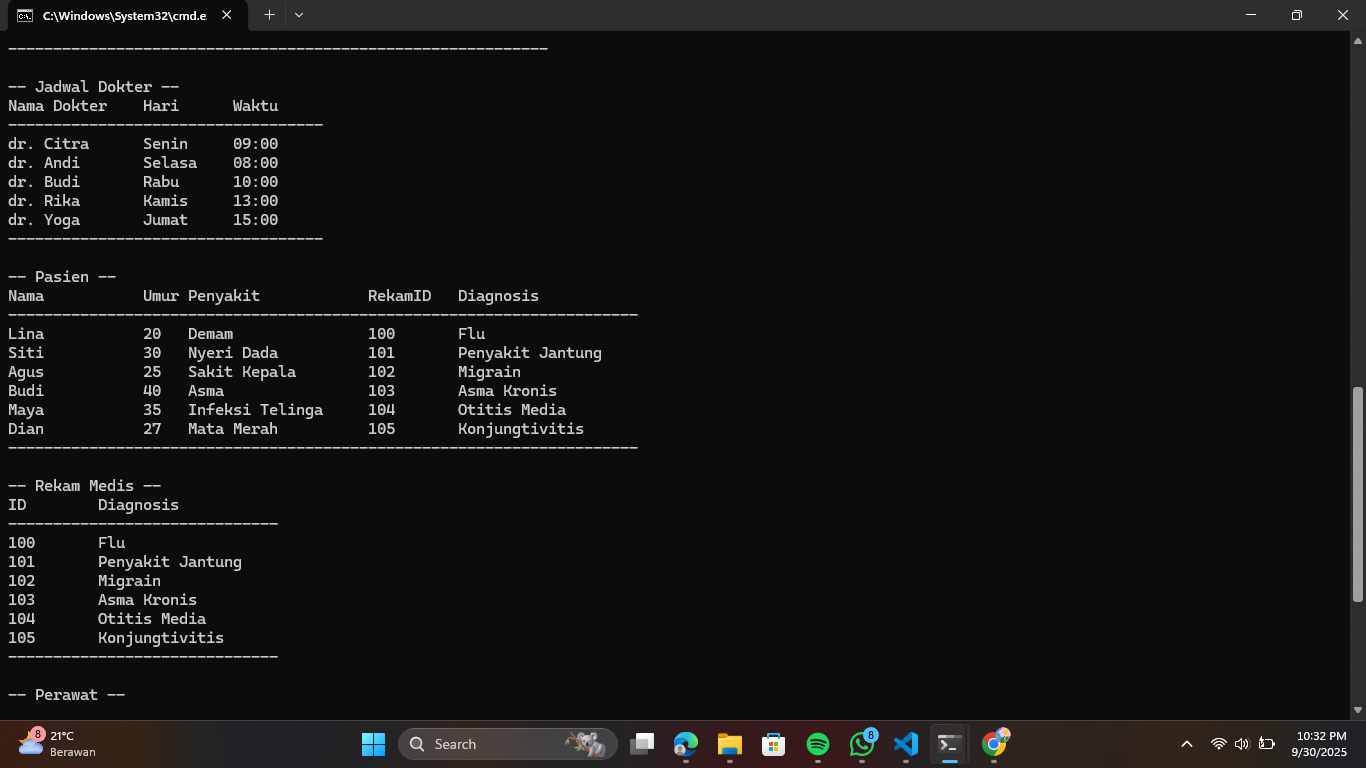 C:\Windows\System32\cmd.e
------------------------------------------------------------
-- Jadwal Dokter --
Nama Dokter Hari Waktu
-----------------------------------
dr. Citra Senin 09:00
dr. Andi Selasa 08:00
dr. Budi Rabu 10:00
dr. Rika Kamis 13:00
dr. Yoga Jumat 15:00
-----------------------------------
-- Pasien --
Nama Umur Penyakit RekamID Diagnosis
----------------------------------------------------------------------
Lina 20 Demam 100 Flu
Siti 30 Nyeri Dada 101 Penyakit Jantung
Agus 25 Sakit Kepala 102 Migrain
Budi 40 Asma 103 Asma Kronis
Maya 35 Infeksi Telinga 104 Otitis Media
Dian 27 Mata Merah 105 Konjungtivitis
----------------------------------------------------------------------
-- Rekam Medis --
ID Diagnosis
------------------------------
100 Flu
101 Penyakit Jantung
102 Migrain
103 Asma Kronis
104 Otitis Media
105 Konjungtivitis
------------------------------
-- Perawat --
8
21°C
Berawan
Search
8
10:32 PM
9/30/2025